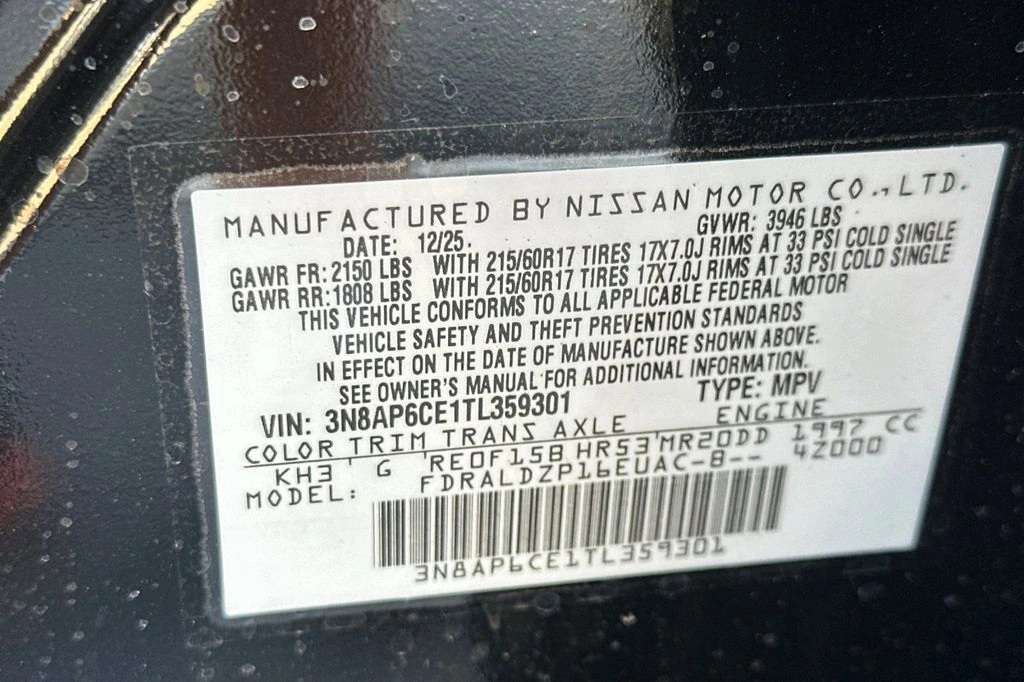 MANUFACTURED BY NISSAN MOTOR CO., LTD.
DATE: 12/25. GVWR: 3946 LBS
GAWR FR: 2150 LBS WITH 215/60R17 TIRES 17X7.0J RIMS AT 33 PSI COLD SINGLE
GAWR RR: 1808 LBS WITH 215/60R17 TIRES 17X7.0J RIMS AT 33 PSI COLD SINGLE
THIS VEHICLE CONFORMS TO ALL APPLICABLE FEDERAL MOTOR
VEHICLE SAFETY AND THEFT PREVENTION STANDARDS
IN EFFECT ON THE DATE OF MANUFACTURE SHOWN ABOVE.
SEE OWNER'S MANUAL FOR ADDITIONAL INFORMATION.
VIN: 3N8AP6CE1TL359301 TYPE: MPV
COLOR TRIM TRANS AXLE ENGINE
KH3 G RE0F15B HR53 MR20DD 1997 CC
MODEL: FDRALDZP16EUAC-B-- 4Z000
3N8AP6CE1TL359301